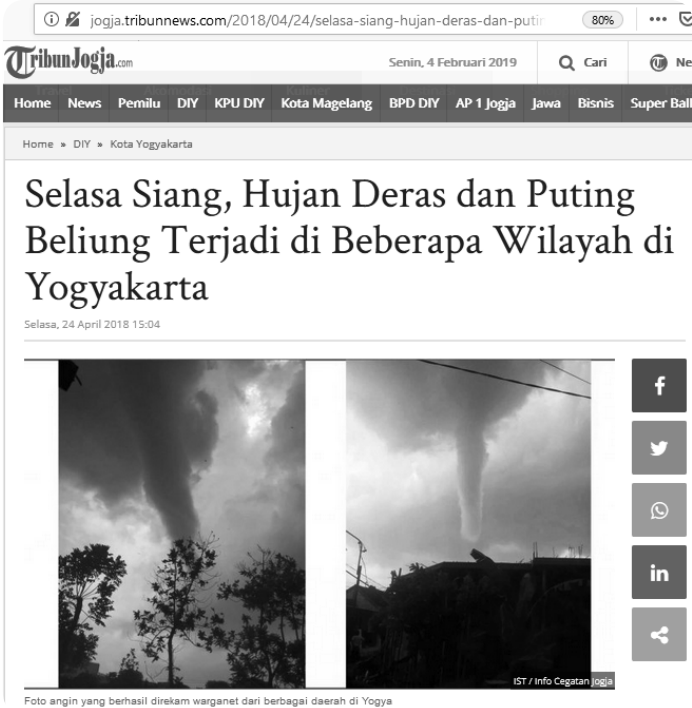 jogja.tribunnews.com/2018/04/24/selasa-siang-hujan-deras-dan-putin
80%
TribunJogja.com
Senin, 4 Februari 2019
Cari
Ne
Home News Pemilu DIY KPU DIY Kota Magelang BPD DIY AP 1 Jogja Jawa Bisnis Super Ball
Home » DIY » Kota Yogyakarta
Selasa Siang, Hujan Deras dan Puting
Beliung Terjadi di Beberapa Wilayah di
Yogyakarta
Selasa, 24 April 2018 15:04
IST / Info Cegatan Jogja
Foto angin yang berhasil direkam warganet dari berbagai daerah di Yogya